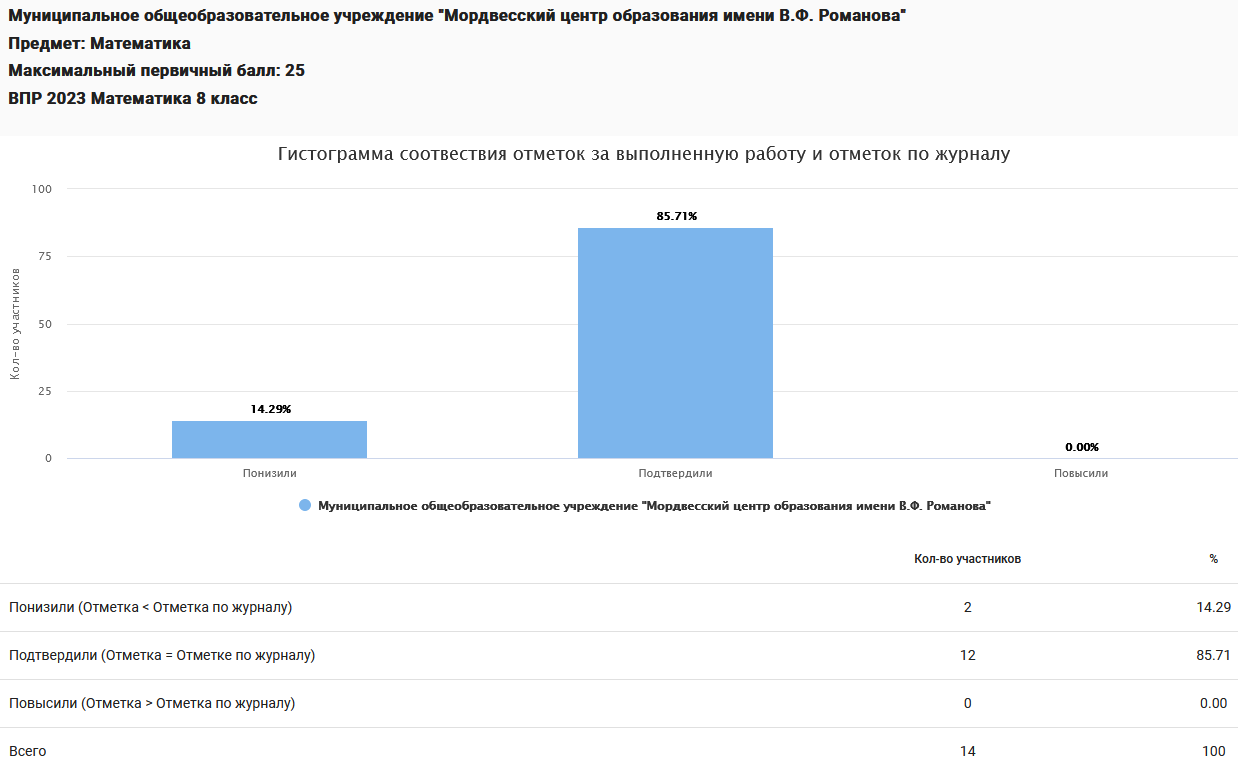 Муниципальное общеобразовательное учреждение "Мордвесский центр образования имени В.Ф. Романова"
Предмет: Математика
Максимальный первичный балл: 25
ВПР 2023 Математика 8 класс
Гистограмма соотвествия отметок за выполненную работу и отметок по журналу
Кол-во участников
100
75
50
25
0
14.29%
85.71%
0.00%
Понизили
Подтвердили
Повысили
Муниципальное общеобразовательное учреждение "Мордвесский центр образования имени В.Ф. Романова"
Кол-во участников %
Понизили (Отметка < Отметка по журналу) 2 14.29
Подтвердили (Отметка = Отметке по журналу) 12 85.71
Повысили (Отметка > Отметка по журналу) 0 0.00
Всего 14 100